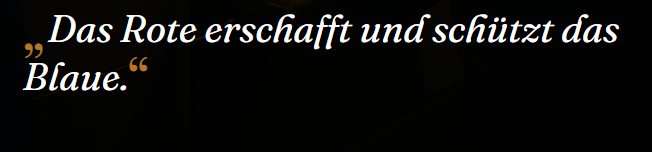 „Das Rote erschafft und schützt das
Blaue.“